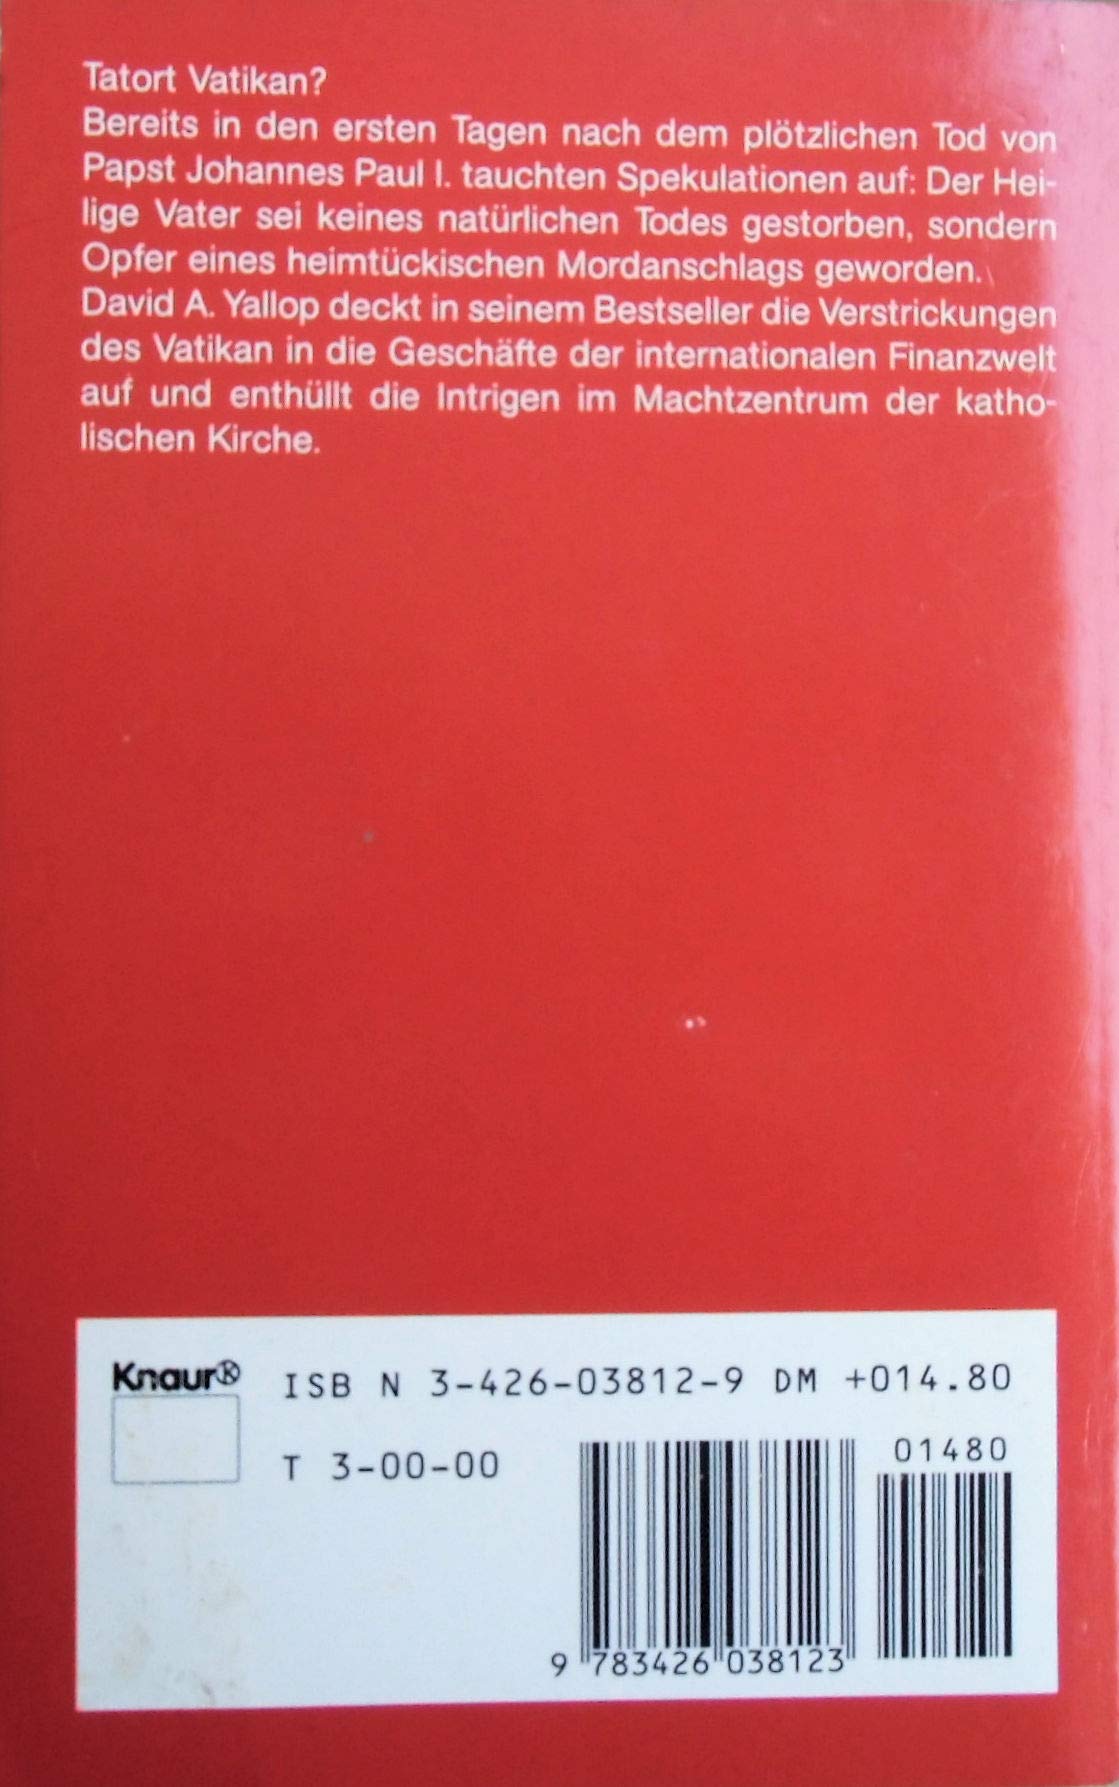 Tatort Vatikan?
Bereits in den ersten Tagen nach dem plötzlichen Tod von
Papst Johannes Paul I. tauchten Spekulationen auf: Der Hei-
lige Vater sei keines natürlichen Todes gestorben, sondern
Opfer eines heimtückischen Mordanschlags geworden.
David A. Yallop deckt in seinem Bestseller die Verstrickungen
des Vatikan in die Geschäfte der internationalen Finanzwelt
auf und enthüllt die Intrigen im Machtzentrum der katho-
lischen Kirche.
Knaur®
ISB N 3-426-03812-9 DM +014.80
T 3-00-00
01480
9 783426 038123